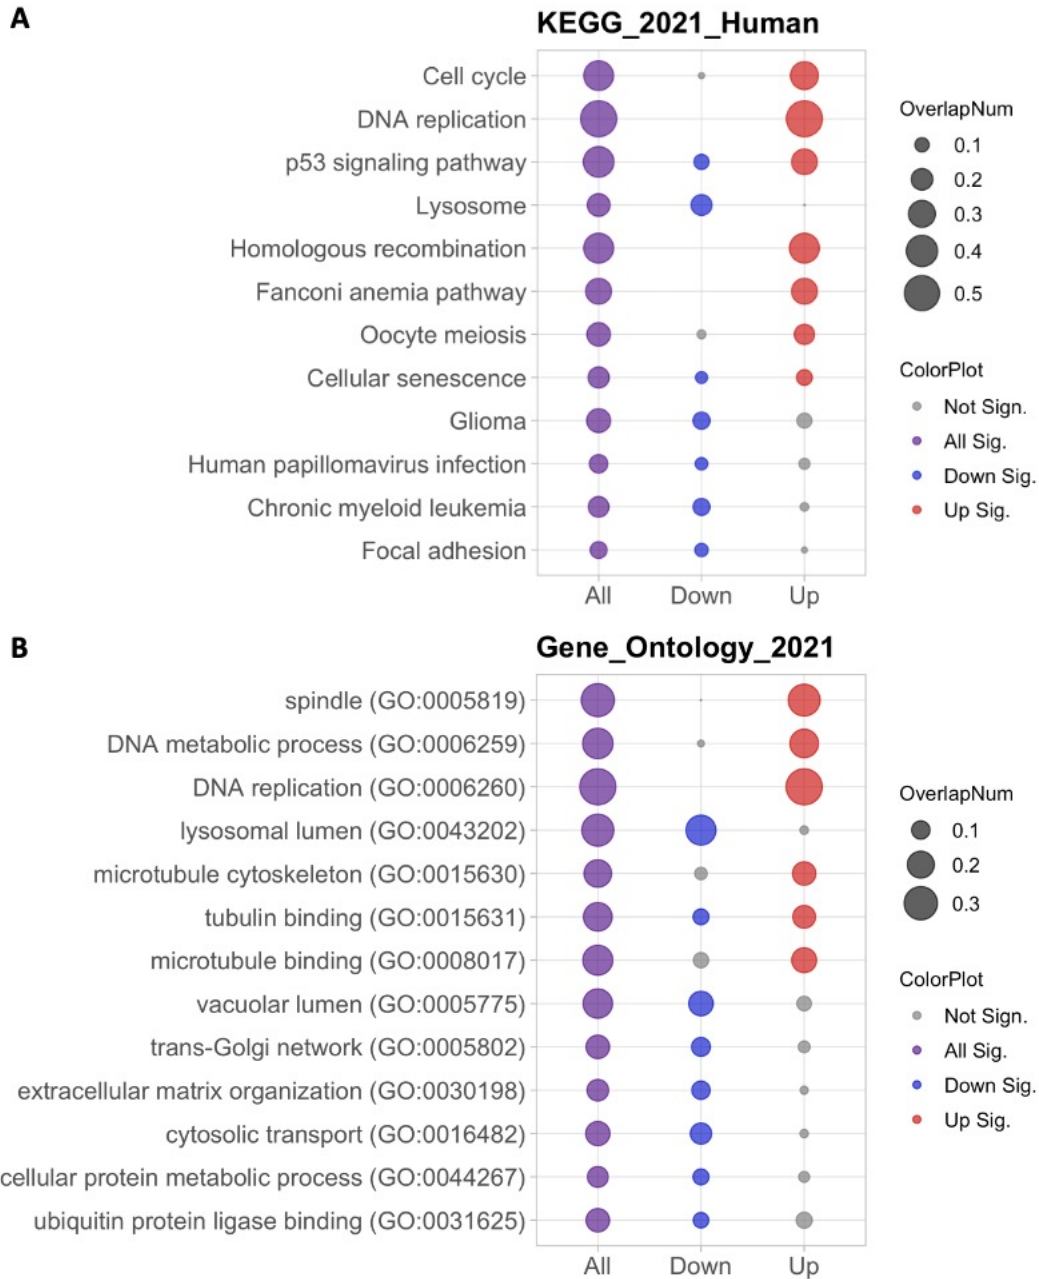 A
KEGG_2021_Human
Cell cycle
DNA replication
p53 signaling pathway
Lysosome
Homologous recombination
Fanconi anemia pathway
Oocyte meiosis
Cellular senescence
Glioma
Human papillomavirus infection
Chronic myeloid leukemia
Focal adhesion
All Down Up
OverlapNum
0.1
0.2
0.3
0.4
0.5
ColorPlot
Not Sign.
All Sig.
Down Sig.
Up Sig.
B
Gene_Ontology_2021
spindle (GO:0005819)
DNA metabolic process (GO:0006259)
DNA replication (GO:0006260)
lysosomal lumen (GO:0043202)
microtubule cytoskeleton (GO:0015630)
tubulin binding (GO:0015631)
microtubule binding (GO:0008017)
vacuolar lumen (GO:0005775)
trans-Golgi network (GO:0005802)
extracellular matrix organization (GO:0030198)
cytosolic transport (GO:0016482)
cellular protein metabolic process (GO:0044267)
ubiquitin protein ligase binding (GO:0031625)
All Down Up
OverlapNum
0.1
0.2
0.3
ColorPlot
Not Sign.
All Sig.
Down Sig.
Up Sig.